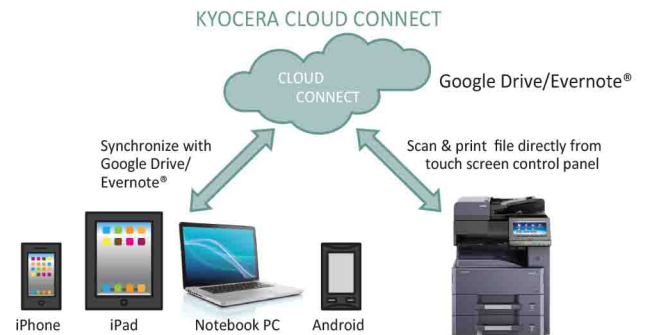 KYOCERA CLOUD CONNECT
CLOUD
CONNECT
Google Drive/Evernote®
Synchronize with
Google Drive/
Evernote®
Scan & print file directly from
touch screen control panel
iPhone
iPad
Notebook PC
Android